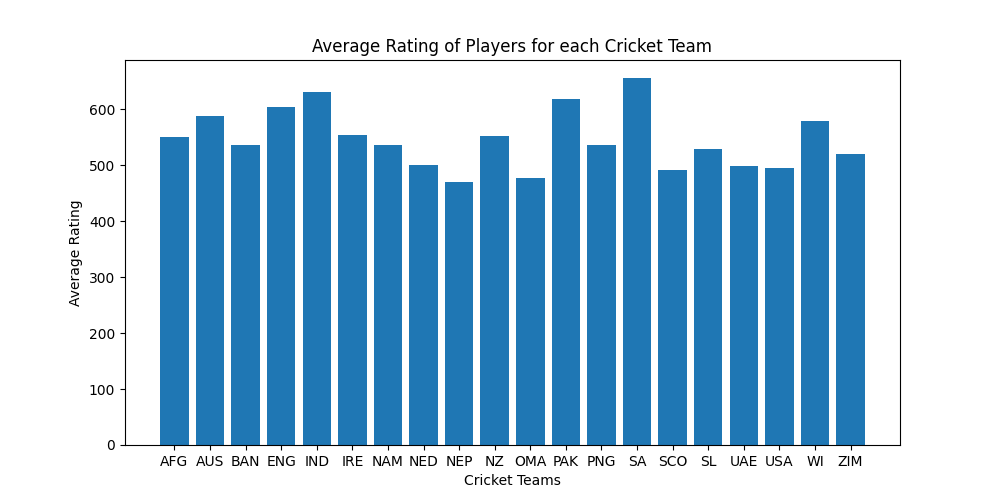 Average Rating of Players for each Cricket Team
Average Rating
600
500
400
300
200
100
0
AFG AUS BAN ENG IND IRE NAM NED NEP NZ OMA PAK PNG SA SCO SL UAE USA WI ZIM
Cricket Teams